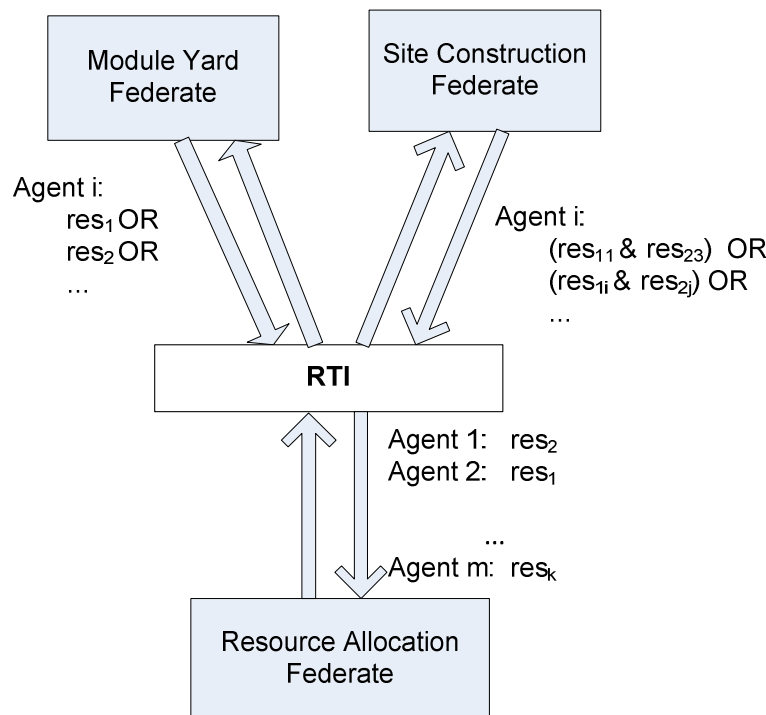 Module Yard
Federate
Site Construction
Federate
Agent i:
res₁ OR
res₂ OR
...
Agent i:
(res₁₁ & res₂₃) OR
(res₁ᵢ & res₂ⱼ) OR
...
RTI
Agent 1: res₂
Agent 2: res₁
...
Agent m: resₖ
Resource Allocation
Federate